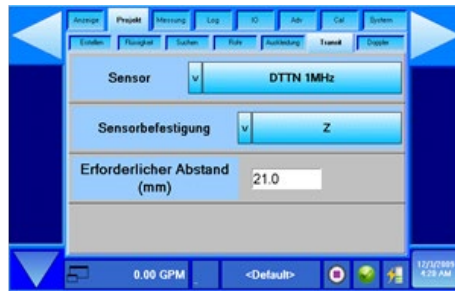 Anzeige Projekt Messung Log IO Adv Cal System
Erstellen Flüssigkeit Suchen Rohr Auskleidung Transit Doppler
Sensor v DTTN 1MHz
Sensorbefestigung v Z
Erforderlicher Abstand
(mm) 21.0
0.00 GPM <Default>
12/3/2009
4:28 AM